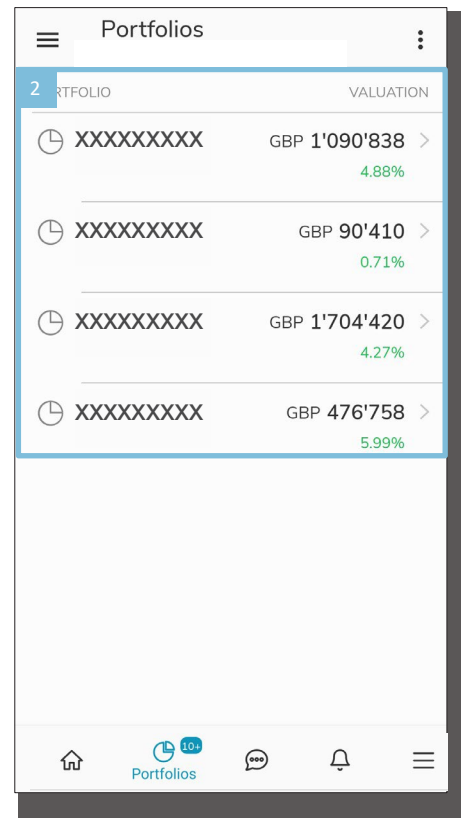 Portfolios
2 RTFOLIO VALUATION
XXXXXXXXX GBP 1'090'838
4.88%
XXXXXXXXX GBP 90'410
0.71%
XXXXXXXXX GBP 1'704'420
4.27%
XXXXXXXXX GBP 476'758
5.99%
10+
Portfolios